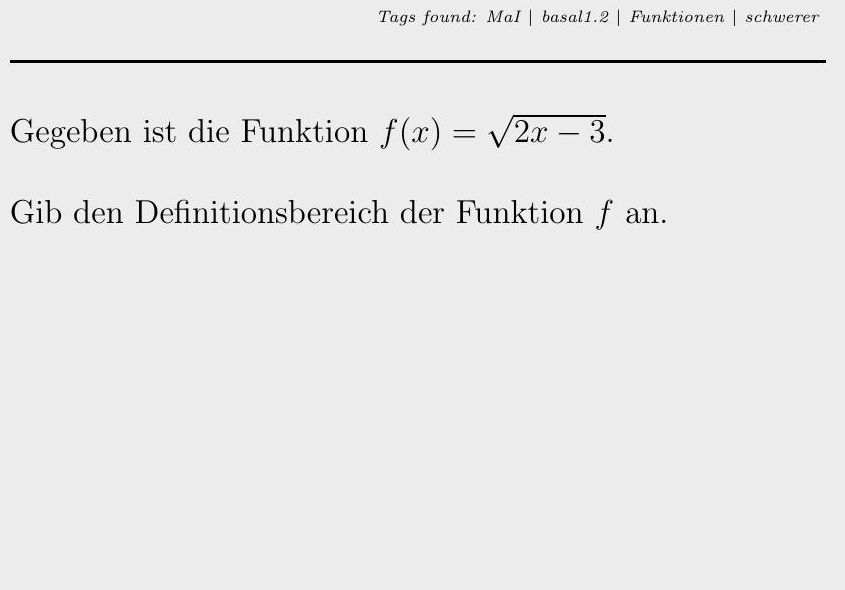 Tags found: MaI | basal1.2 | Funktionen | schwerer
Gegeben ist die Funktion f(x) = √(2x − 3).
Gib den Definitionsbereich der Funktion f an.